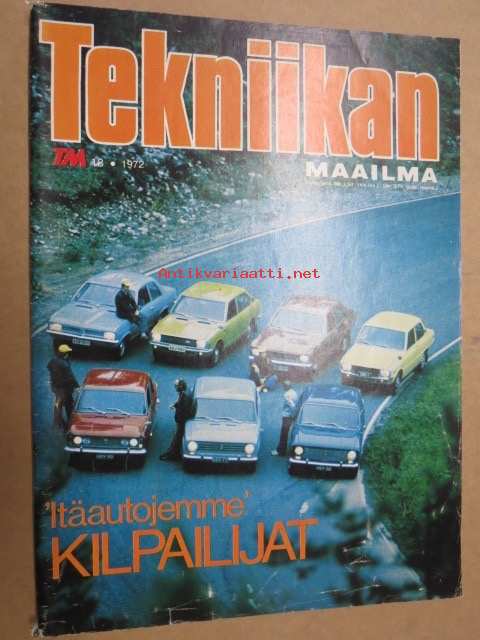 Tekniikan
TM 18 • 1972
MAAILMA
Antikvariaatti.net
'Itäautojemme'
KILPAILIJAT